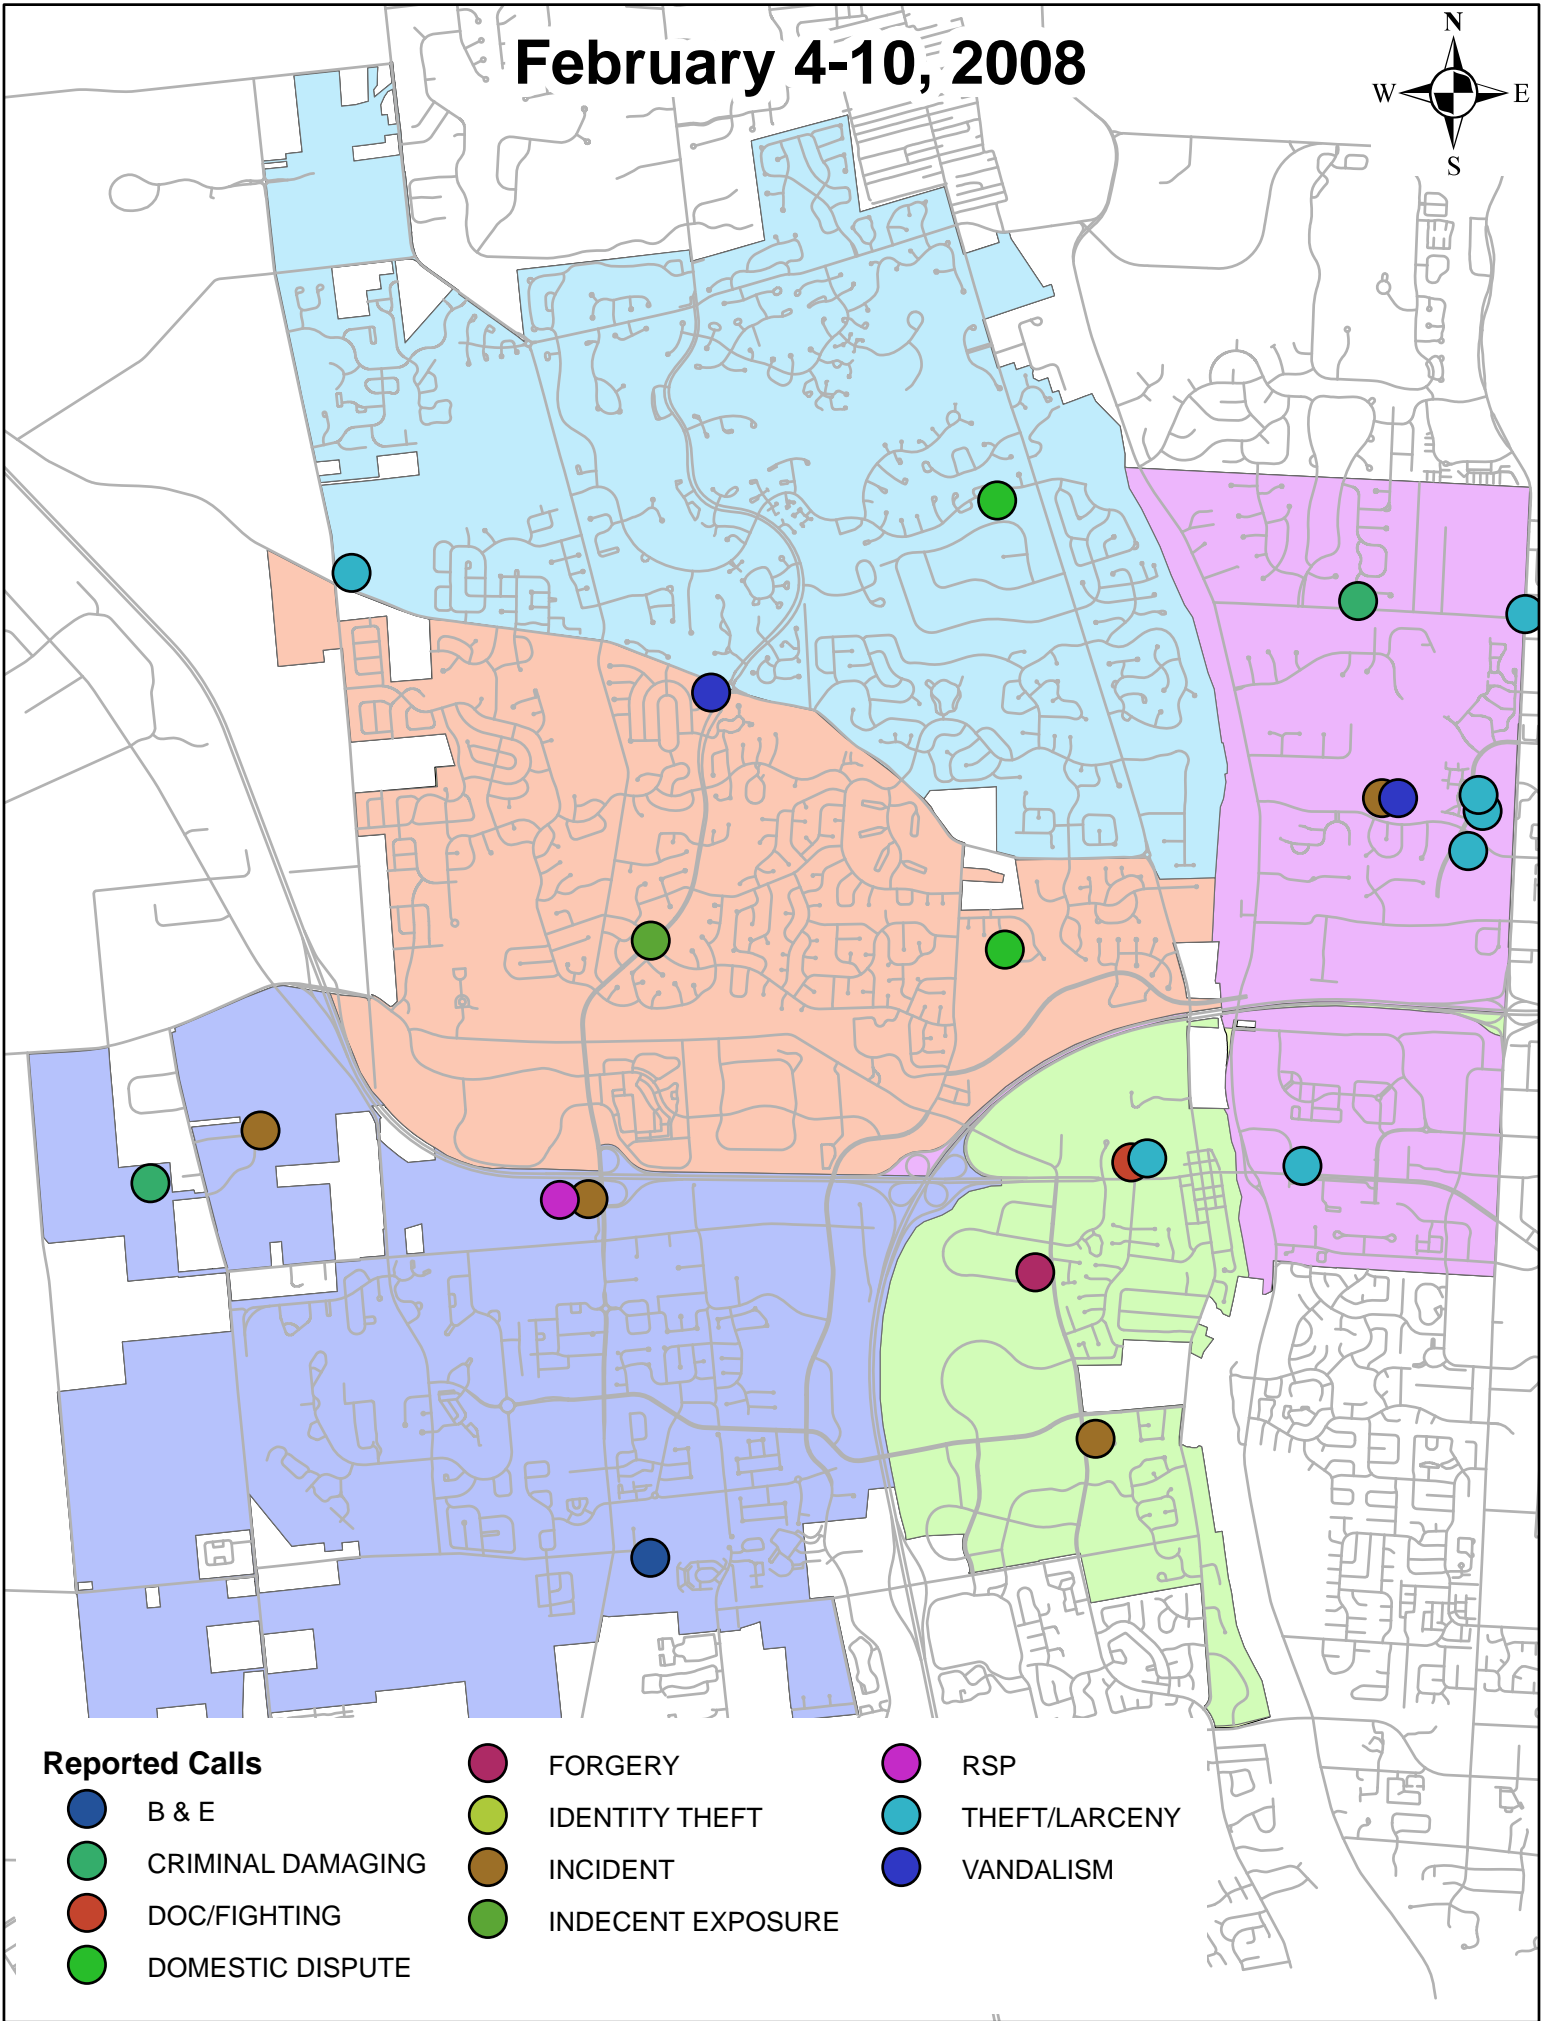 February 4-10, 2008
N
W
E
S
Reported Calls
B & E
CRIMINAL DAMAGING
DOC/FIGHTING
DOMESTIC DISPUTE
FORGERY
IDENTITY THEFT
INCIDENT
INDECENT EXPOSURE
RSP
THEFT/LARCENY
VANDALISM